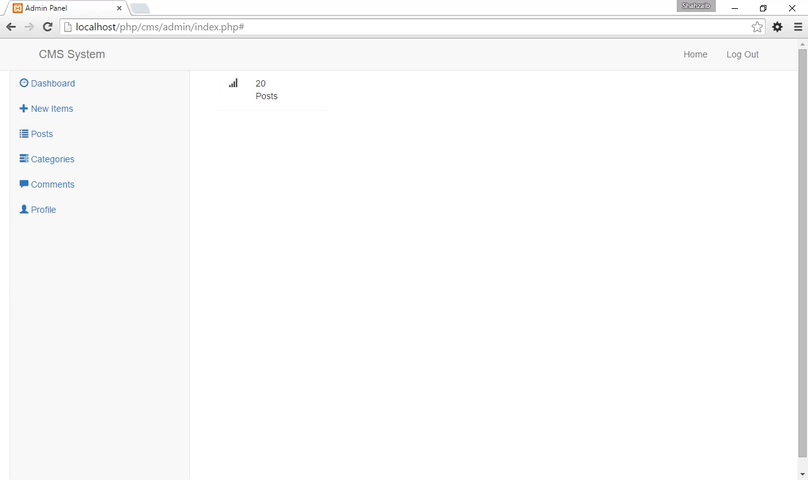 Admin Panel
Shahzaib
localhost/php/cms/admin/index.php#
CMS System
Home
Log Out
Dashboard
New Items
Posts
Categories
Comments
Profile
20
Posts